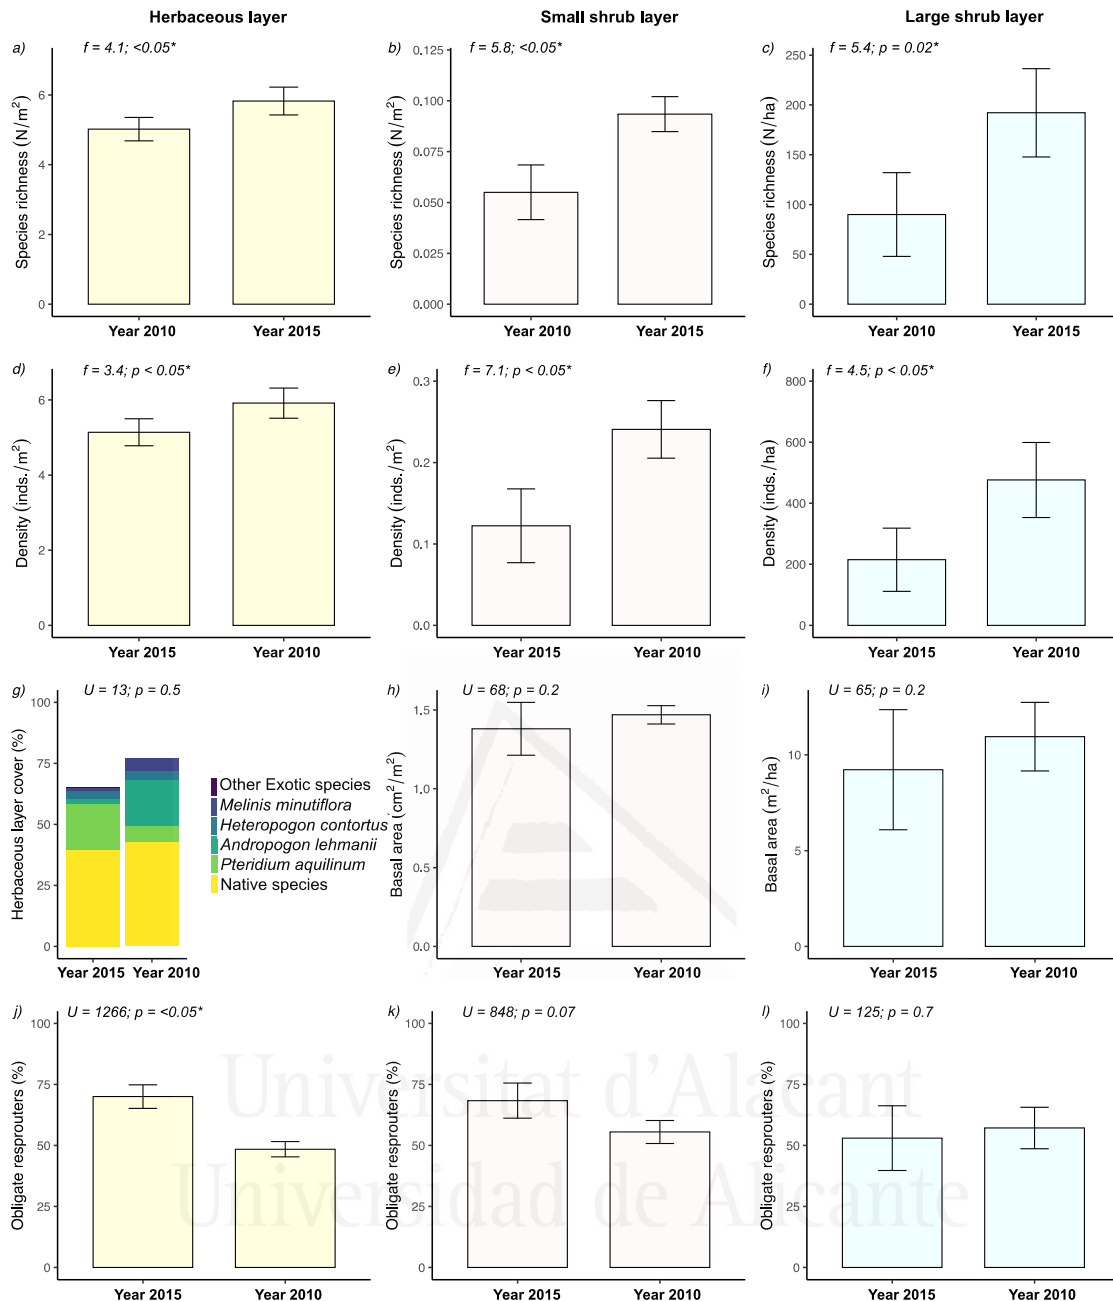 Herbaceous layer
Small shrub layer
Large shrub layer
a)
f = 4.1; <0.05*
Species richness (N/m²)
6
4
2
0
Year 2010
Year 2015
b)
f = 5.8; <0.05*
Species richness (N/m²)
0.125
0.100
0.075
0.050
0.025
0.000
Year 2010
Year 2015
c)
f = 5.4; p = 0.02*
Species richness (N/ha)
250
200
150
100
50
0
Year 2010
Year 2015
d)
f = 3.4; p < 0.05*
Density (inds./m²)
6
4
2
0
Year 2015
Year 2010
e)
f = 7.1; p < 0.05*
Density (inds./m²)
0.3
0.2
0.1
0.0
Year 2015
Year 2010
f)
f = 4.5; p < 0.05*
Density (inds./ha)
800
600
400
200
0
Year 2015
Year 2010
g)
U = 13; p = 0.5
Herbaceous layer cover (%)
100
75
50
25
0
Year 2015
Year 2010
Other Exotic species
Melinis minutiflora
Heteropogon contortus
Andropogon lehmanii
Pteridium aquilinum
Native species
h)
U = 68; p = 0.2
Basal area (cm²/m²)
1.5
1.0
0.5
0.0
Year 2015
Year 2010
i)
U = 65; p = 0.2
Basal area (m²/ha)
10
5
0
Year 2015
Year 2010
j)
U = 1266; p = <0.05*
Obligate resprouters (%)
100
75
50
25
0
Year 2015
Year 2010
k)
U = 848; p = 0.07
Obligate resprouters (%)
100
75
50
25
0
Year 2015
Year 2010
l)
U = 125; p = 0.7
Obligate resprouters (%)
100
75
50
25
0
Year 2015
Year 2010
Universitat d'Alacant
Universidad de Alicante